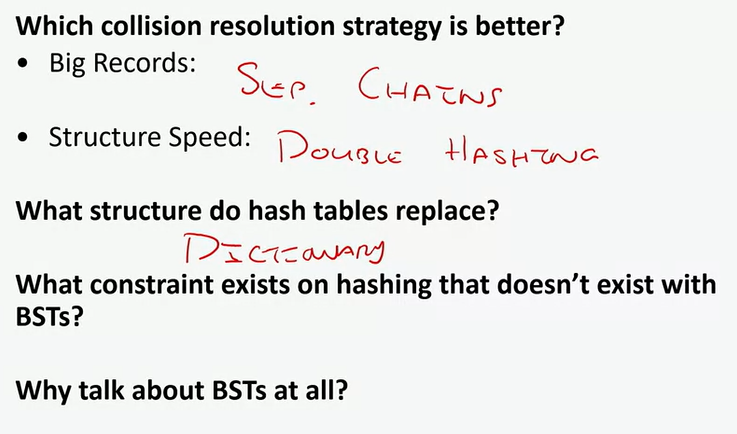 Which collision resolution strategy is better?
• Big Records: SEP. CHAINS
• Structure Speed: DOUBLE HASHING
What structure do hash tables replace?
DICTIONARY
What constraint exists on hashing that doesn’t exist with
BSTs?
Why talk about BSTs at all?